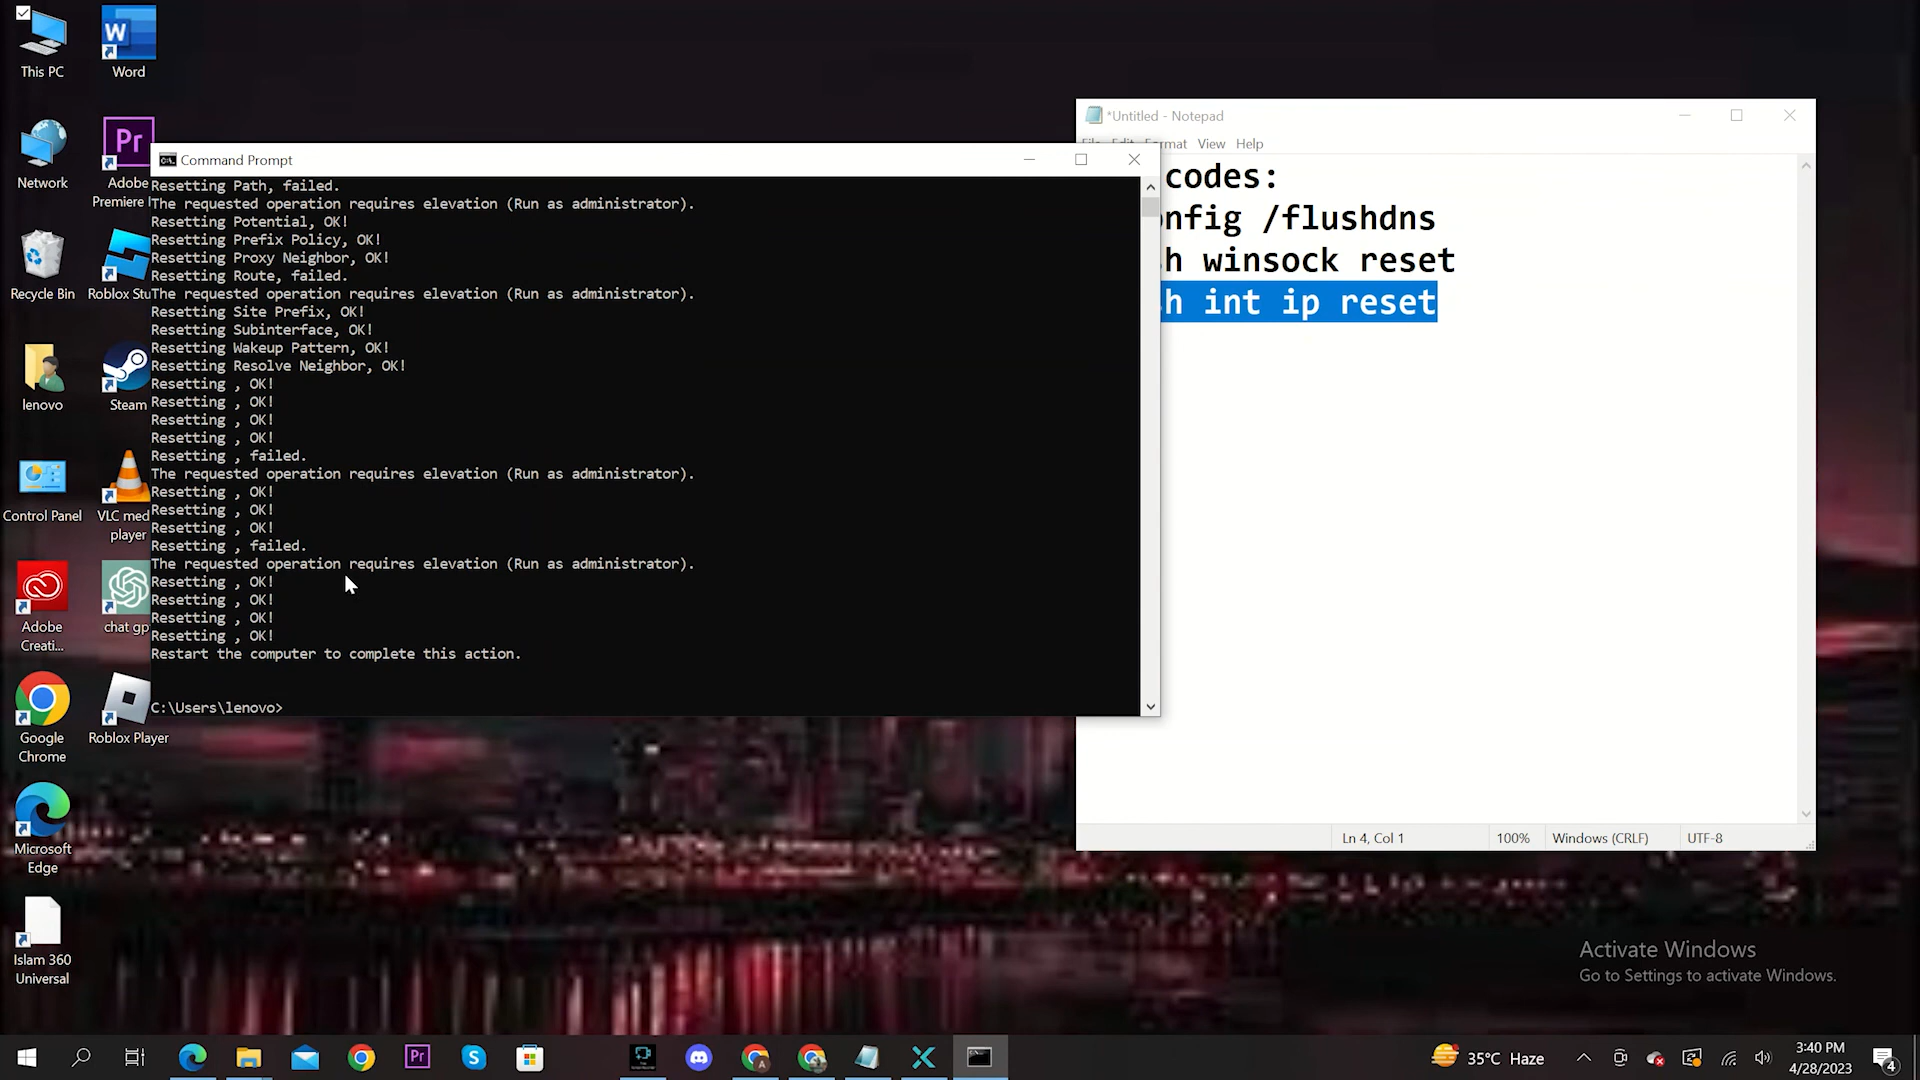 This PC
Word
Network
Adobe
Premiere
Recycle Bin
Roblox Stu
lenovo
Steam
Control Panel
VLC med
player
Adobe
Creati...
chat gp
Google
Chrome
Roblox Player
Microsoft
Edge
Islam 360
Universal
Command Prompt
Resetting Path, failed.
The requested operation requires elevation (Run as administrator).
Resetting Potential, OK!
Resetting Prefix Policy, OK!
Resetting Proxy Neighbor, OK!
Resetting Route, failed.
The requested operation requires elevation (Run as administrator).
Resetting Site Prefix, OK!
Resetting Subinterface, OK!
Resetting Wakeup Pattern, OK!
Resetting Resolve Neighbor, OK!
Resetting , OK!
Resetting , OK!
Resetting , OK!
Resetting , OK!
Resetting , failed.
The requested operation requires elevation (Run as administrator).
Resetting , OK!
Resetting , OK!
Resetting , OK!
Resetting , failed.
The requested operation requires elevation (Run as administrator).
Resetting , OK!
Resetting , OK!
Resetting , OK!
Resetting , OK!
Restart the computer to complete this action.
C:\Users\lenovo>
*Untitled - Notepad
File Edit Format View Help
codes:
nfig /flushdns
h winsock reset
h int ip reset
Ln 4, Col 1 100% Windows (CRLF) UTF-8
Activate Windows
Go to Settings to activate Windows.
35°C Haze
3:40 PM
4/28/2023
4